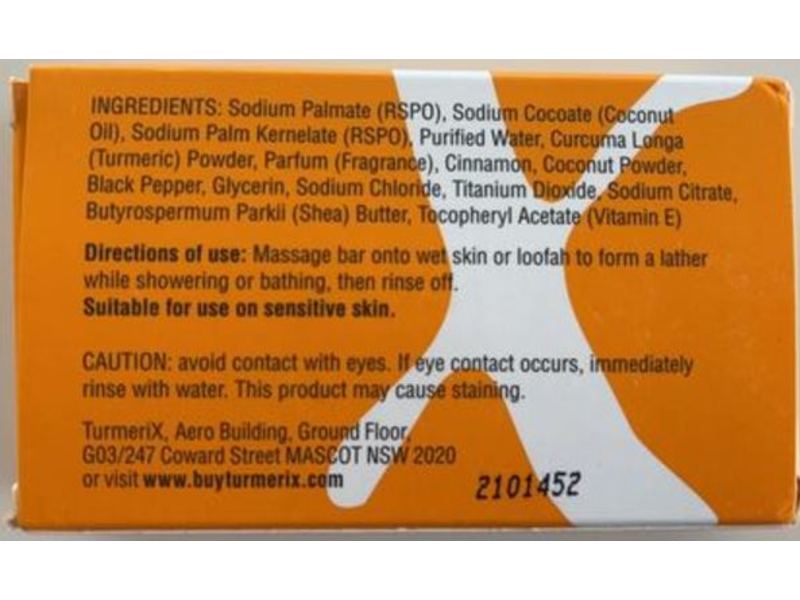 INGREDIENTS: Sodium Palmate (RSPO), Sodium Cocoate (Coconut
Oil), Sodium Palm Kernelate (RSPO), Purified Water, Curcuma Longa
(Turmeric) Powder, Parfum (Fragrance), Cinnamon, Coconut Powder,
Black Pepper, Glycerin, Sodium Chloride, Titanium Dioxide, Sodium Citrate,
Butyrospermum Parkii (Shea) Butter, Tocopheryl Acetate (Vitamin E)
Directions of use: Massage bar onto wet skin or loofah to form a lather
while showering or bathing, then rinse off.
Suitable for use on sensitive skin.
CAUTION: avoid contact with eyes. If eye contact occurs, immediately
rinse with water. This product may cause staining.
TurmeriX, Aero Building, Ground Floor,
G03/247 Coward Street MASCOT NSW 2020
or visit www.buyturmerix.com
2101452